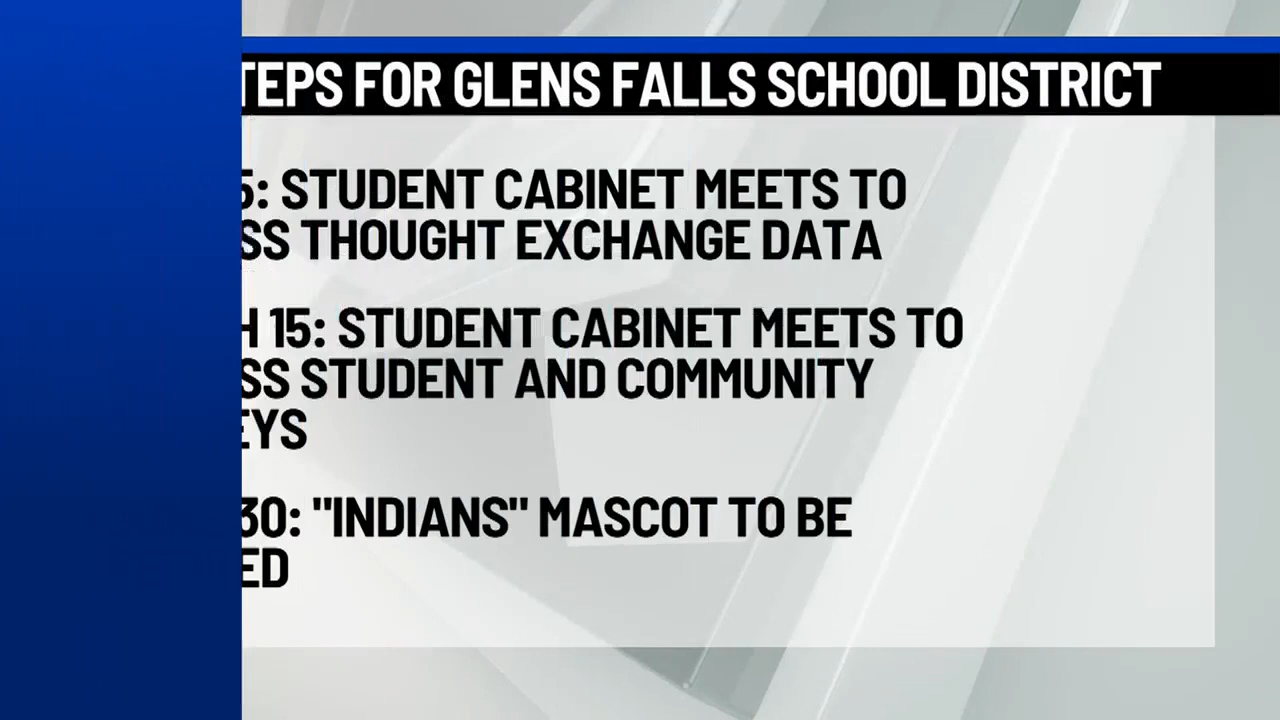 TEPS FOR GLENS FALLS SCHOOL DISTRICT
5: STUDENT CABINET MEETS TO
SS THOUGHT EXCHANGE DATA
H 15: STUDENT CABINET MEETS TO
SS STUDENT AND COMMUNITY
EYS
30: "INDIANS" MASCOT TO BE
ED